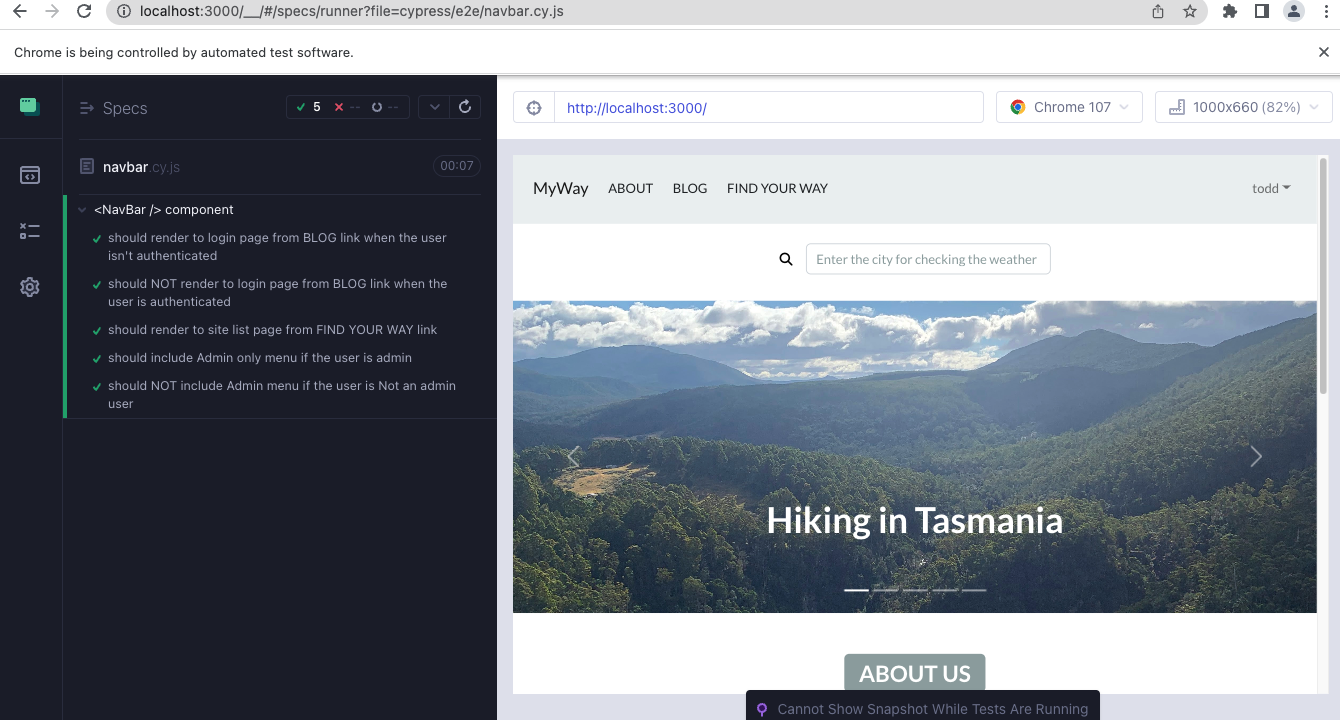 localhost:3000/__/#/specs/runner?file=cypress/e2e/navbar.cy.js
Chrome is being controlled by automated test software.
Specs
5
--
--
navbar.cy.js
00:07
<NavBar /> component
should render to login page from BLOG link when the user
isn't authenticated
should NOT render to login page from BLOG link when the
user is authenticated
should render to site list page from FIND YOUR WAY link
should include Admin only menu if the user is admin
should NOT include Admin menu if the user is Not an admin
user
http://localhost:3000/
Chrome 107
1000x660 (82%)
MyWay ABOUT BLOG FIND YOUR WAY todd
Enter the city for checking the weather
Hiking in Tasmania
ABOUT US
Cannot Show Snapshot While Tests Are Running